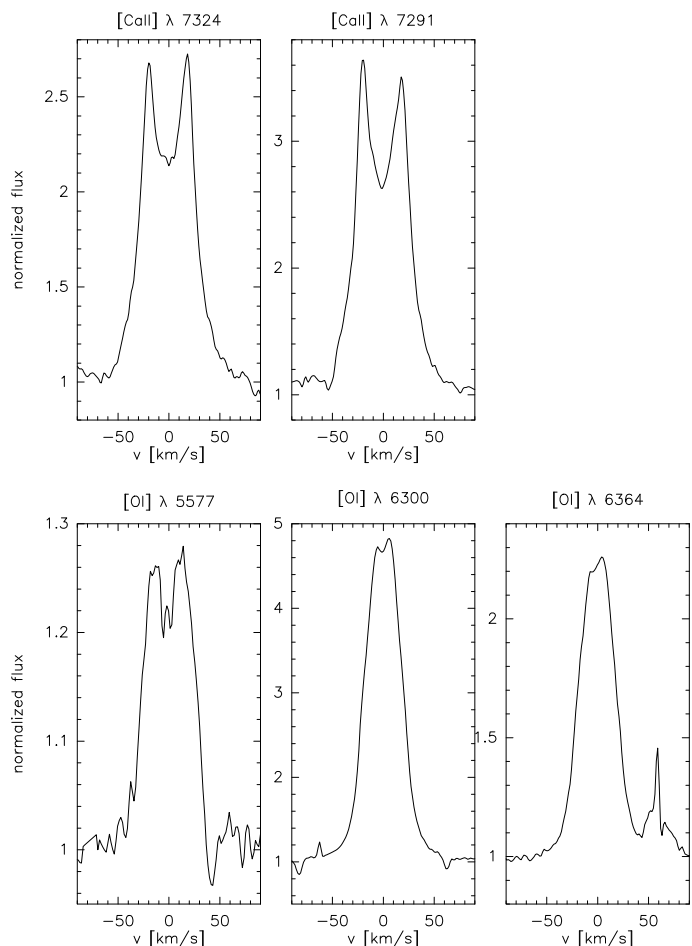 [CaII] λ 7324
[CaII] λ 7291
normalized flux
2.5
2
1.5
1
3
2
1
−50 0 50
−50 0 50
v [km/s]
v [km/s]
[OI] λ 5577
[OI] λ 6300
[OI] λ 6364
normalized flux
1.3
1.2
1.1
1
5
4
3
2
1
2
1.5
1
−50 0 50
−50 0 50
−50 0 50
v [km/s]
v [km/s]
v [km/s]